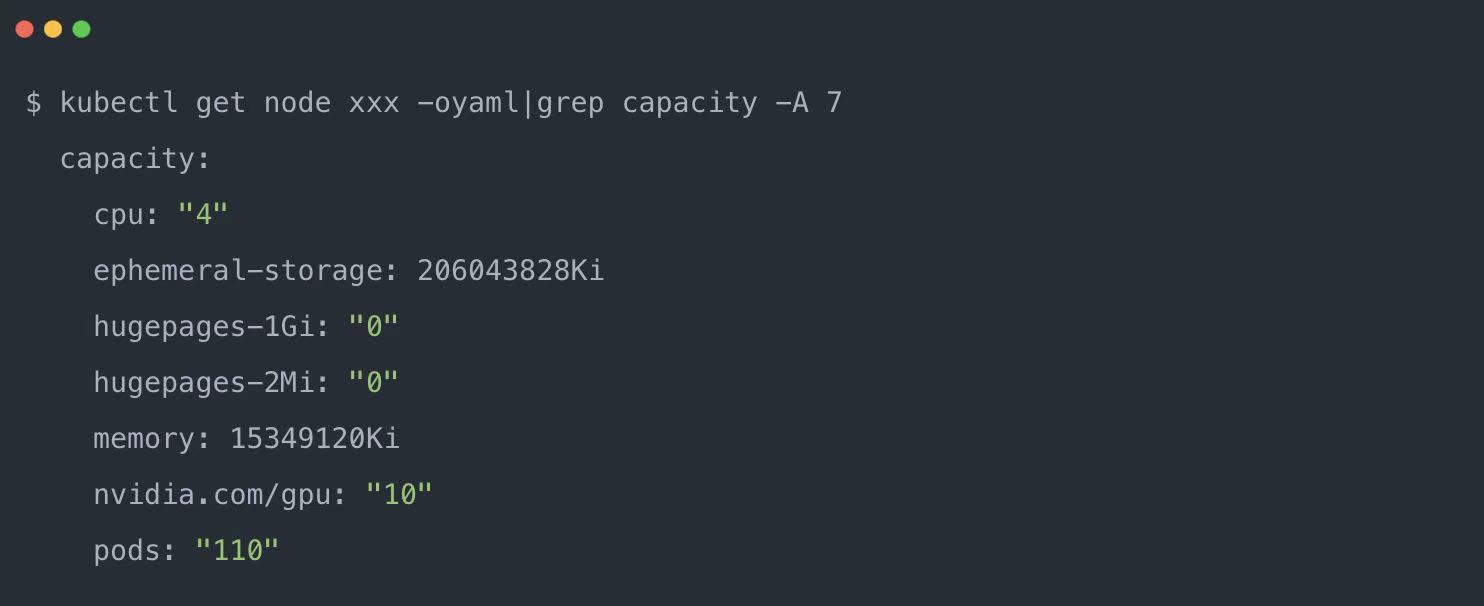 $ kubectl get node xxx -oyaml|grep capacity -A 7
  capacity:
    cpu: "4"
    ephemeral-storage: 206043828Ki
    hugepages-1Gi: "0"
    hugepages-2Mi: "0"
    memory: 15349120Ki
    nvidia.com/gpu: "10"
    pods: "110"